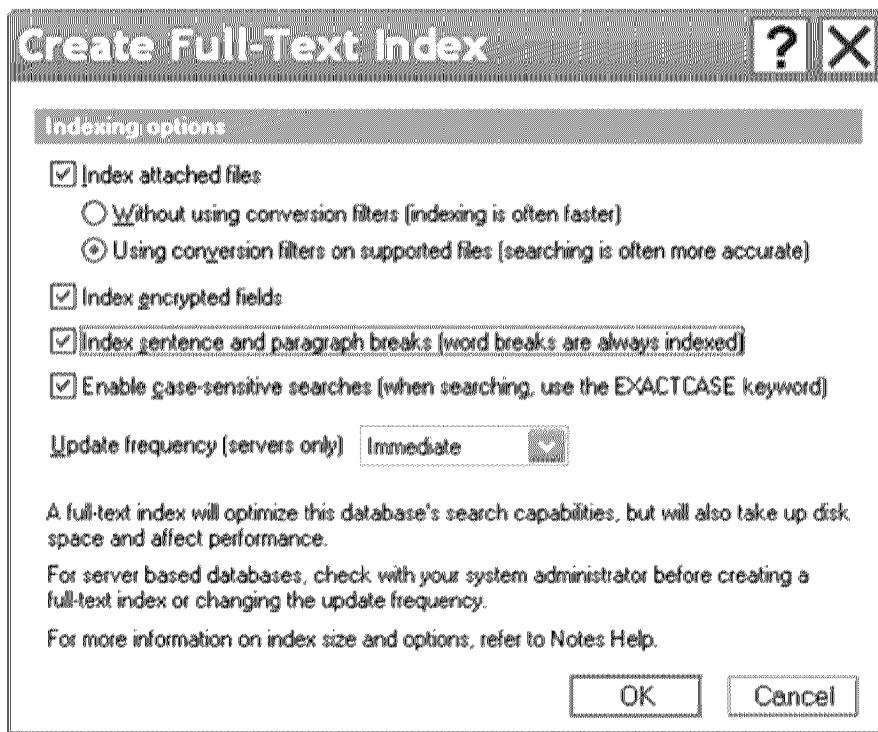 Create Full-Text Index
Indexing options
Index attached files
Without using conversion filters (indexing is often faster)
Using conversion filters on supported files (searching is often more accurate)
Index encrypted fields
Index sentence and paragraph breaks (word breaks are always indexed)
Enable case-sensitive searches (when searching, use the EXACTCASE keyword)
Update frequency (servers only) Immediate
A full-text index will optimize this database's search capabilities, but will also take up disk
space and affect performance.
For server based databases, check with your system administrator before creating a
full-text index or changing the update frequency.
For more information on index size and options, refer to Notes Help.
OK Cancel